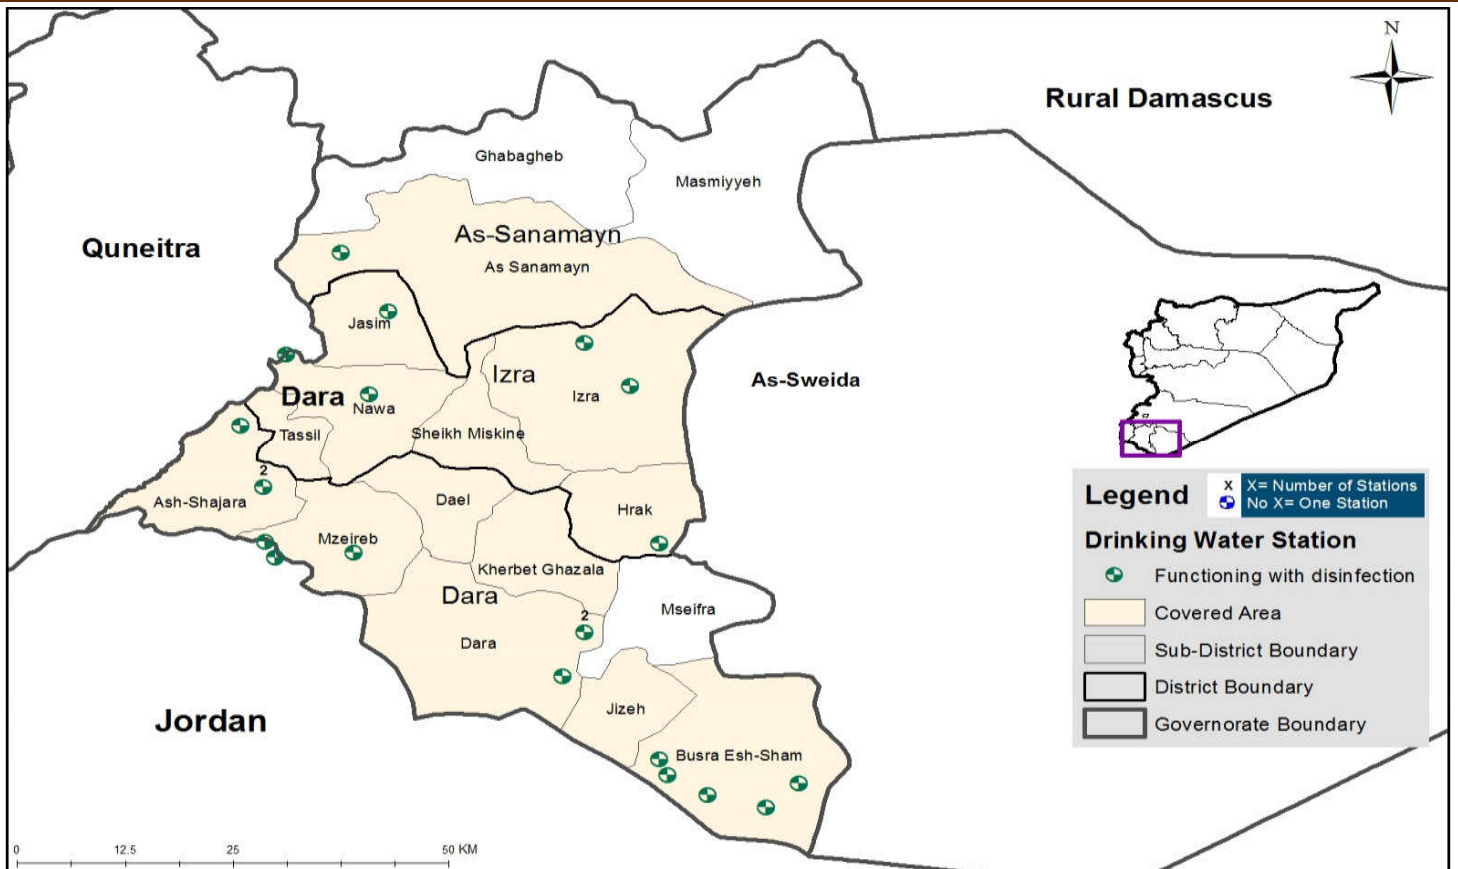 N
Rural Damascus
Ghabagheb
Masmiyyeh
Quneitra
As-Sanamayn
As Sanamayn
Jasim
Izra
As-Sweida
Dara
Izra
Nawa
Tassil
Sheikh Miskine
2
Ash-Shajara
Dael
Hrak
Mzeireb
Kherbet Ghazala
Dara
Mseifra
2
Dara
Jizeh
Jordan
Busra Esh-Sham
Legend
X X= Number of Stations
No X= One Station
Drinking Water Station
Functioning with disinfection
Covered Area
Sub-District Boundary
District Boundary
Governorate Boundary
0 12.5 25 50 KM